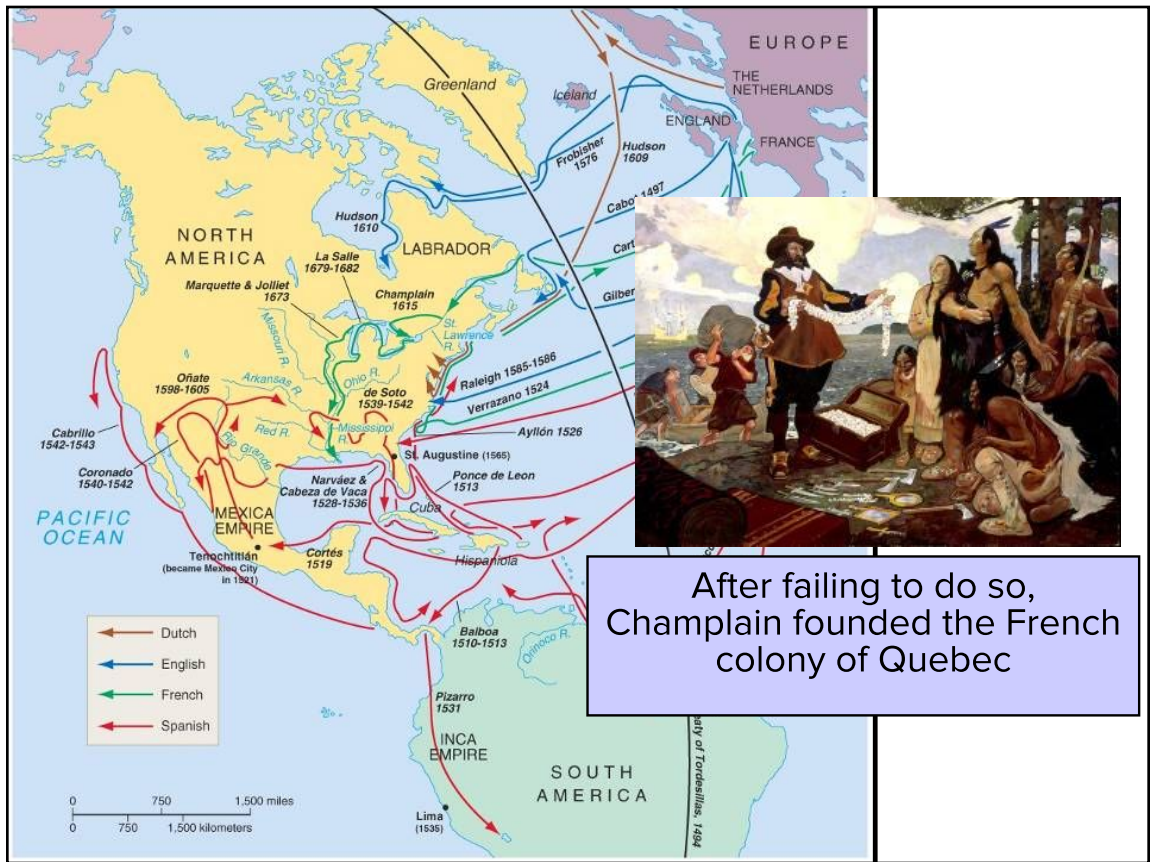 EUROPE
Greenland
THE
NETHERLANDS
Iceland
ENGLAND
FRANCE
Frobisher
1576
Hudson
1609
Cabot 1497
Hudson
1610
NORTH
AMERICA
LABRADOR
La Salle
1679-1682
Marquette & Jolliet
1673
Champlain
1615
Cart
Gilber
St.
Lawrence
R.
Missouri R.
Ohio R.
Raleigh 1585-1586
Verrazano 1524
Oñate
1598-1605
Arkansas R.
de Soto
1539-1542
Cabrillo
1542-1543
Red R.
Mississippi
R.
Ayllón 1526
Rio Grande
St. Augustine (1565)
Coronado
1540-1542
Narváez &
Cabeza de Vaca
1528-1536
Ponce de Leon
1513
Cuba
PACIFIC
OCEAN
MEXICA
EMPIRE
Tenochtitlán
(became Mexico City
in 1521)
Cortés
1519
Hispaniola
After failing to do so,
Champlain founded the French
colony of Quebec
Balboa
1510-1513
Orinoco R.
Dutch
English
French
Spanish
Pizarro
1531
INCA
EMPIRE
SOUTH
AMERICA
eaty of Tordesillas, 1494
Lima
(1535)
0 750 1,500 miles
0 750 1,500 kilometers